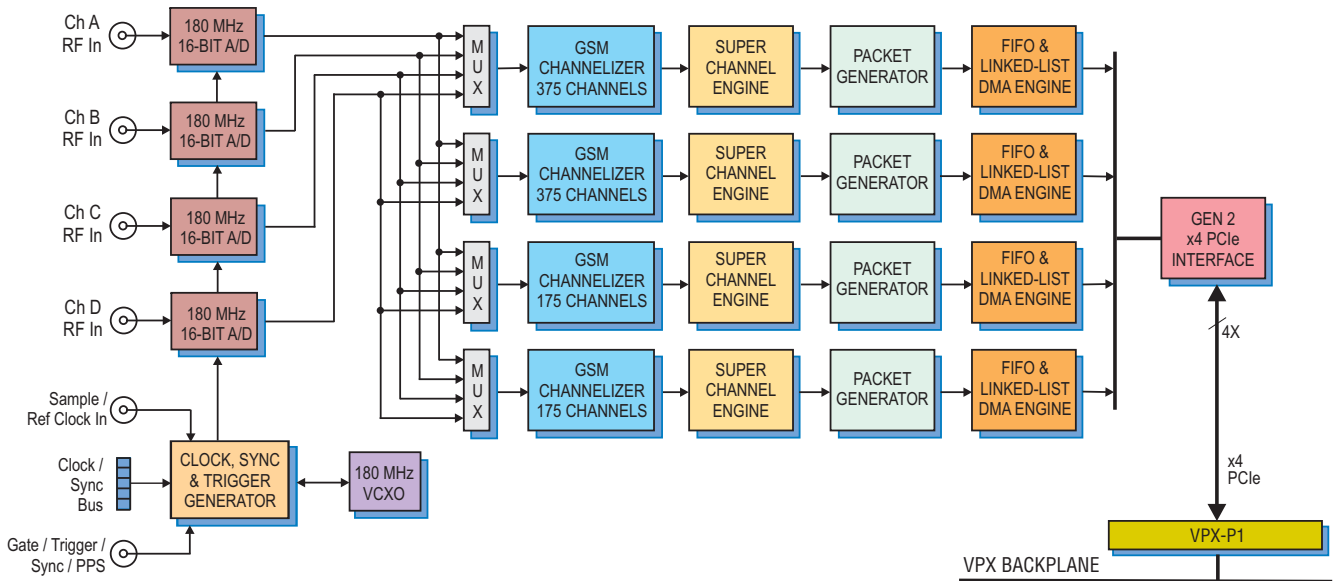 Ch A
RF In
180 MHz
16-BIT A/D
Ch B
RF In
180 MHz
16-BIT A/D
Ch C
RF In
180 MHz
16-BIT A/D
Ch D
RF In
180 MHz
16-BIT A/D
Sample /
Ref Clock In
Clock /
Sync
Bus
Gate / Trigger /
Sync / PPS
CLOCK, SYNC
& TRIGGER
GENERATOR
180 MHz
VCXO
M
U
X
GSM
CHANNELIZER
375 CHANNELS
SUPER
CHANNEL
ENGINE
PACKET
GENERATOR
FIFO &
LINKED-LIST
DMA ENGINE
M
U
X
GSM
CHANNELIZER
375 CHANNELS
SUPER
CHANNEL
ENGINE
PACKET
GENERATOR
FIFO &
LINKED-LIST
DMA ENGINE
M
U
X
GSM
CHANNELIZER
175 CHANNELS
SUPER
CHANNEL
ENGINE
PACKET
GENERATOR
FIFO &
LINKED-LIST
DMA ENGINE
M
U
X
GSM
CHANNELIZER
175 CHANNELS
SUPER
CHANNEL
ENGINE
PACKET
GENERATOR
FIFO &
LINKED-LIST
DMA ENGINE
GEN 2
x4 PCIe
INTERFACE
4X
x4
PCIe
VPX-P1
VPX BACKPLANE